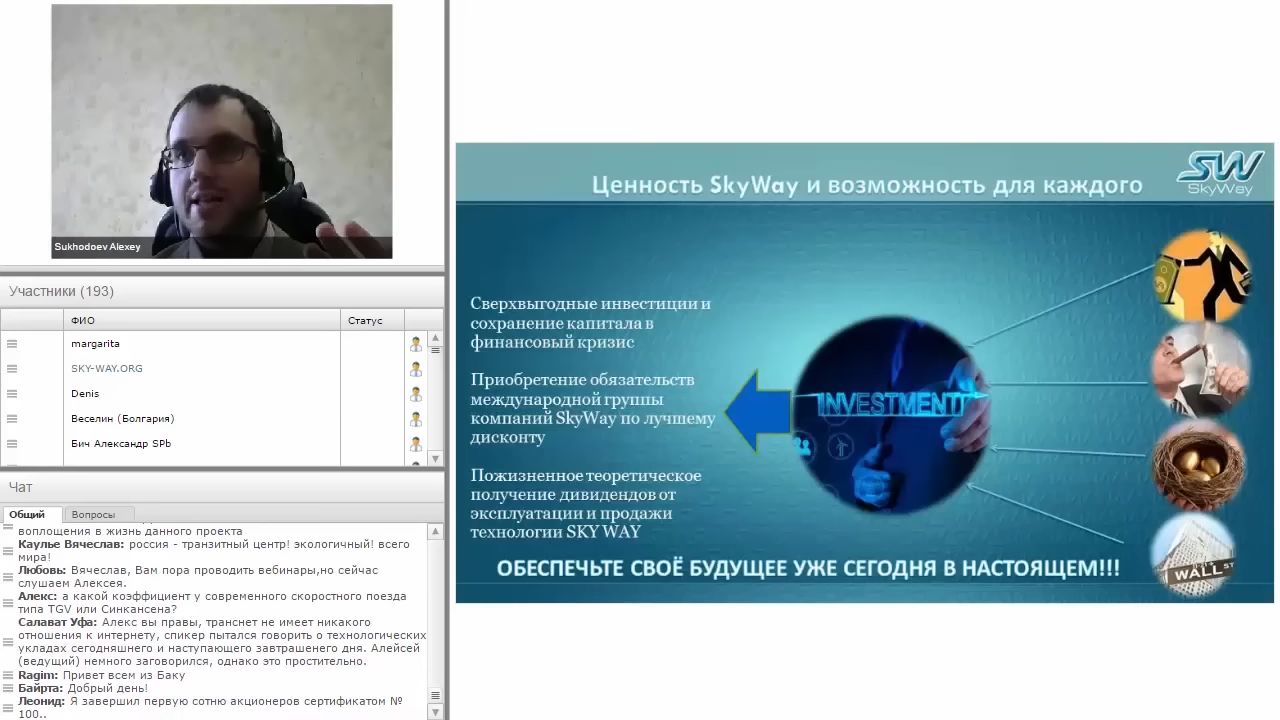 Sukhodoev Alexey
Участники (193)
ФИО
Статус
margarita
SKY-WAY.ORG
Denis
Веселин (Болгария)
Бич Александр SPb
Чат
Общий
Вопросы
воплощения в жизнь данного проекта
Каулье Вячеслав: россия - транзитный центр! экологичный! всего
мира!
Любовь: Вячеслав, Вам пора проводить вебинары,но сейчас
слушаем Алексея.
Алекс: а какой коэффициент у современного скоростного поезда
типа TGV или Синкансена?
Салават Уфа: Алекс вы правы, транснет не имеет никакого
отношения к интернету, спикер пытался говорить о технологических
укладах сегодняшнего и наступающего завтрашенего дня. Алейсей
(ведущий) немного заговорился, однако это простительно.
Ragim: Привет всем из Баку
Байрта: Добрый день!
Леонид: Я завершил первую сотню акционеров сертификатом №
100..
Ценность SkyWay и возможность для каждого
SW
SkyWay
Сверхвыгодные инвестиции и
сохранение капитала в
финансовый кризис
Приобретение обязательств
международной группы
компаний SkyWay по лучшему
дисконту
Пожизненное теоретическое
получение дивидендов от
эксплуатации и продажи
технологии SKY WAY
INVESTMENT
WALL ST
ОБЕСПЕЧЬТЕ СВОЁ БУДУЩЕЕ УЖЕ СЕГОДНЯ В НАСТОЯЩЕМ!!!